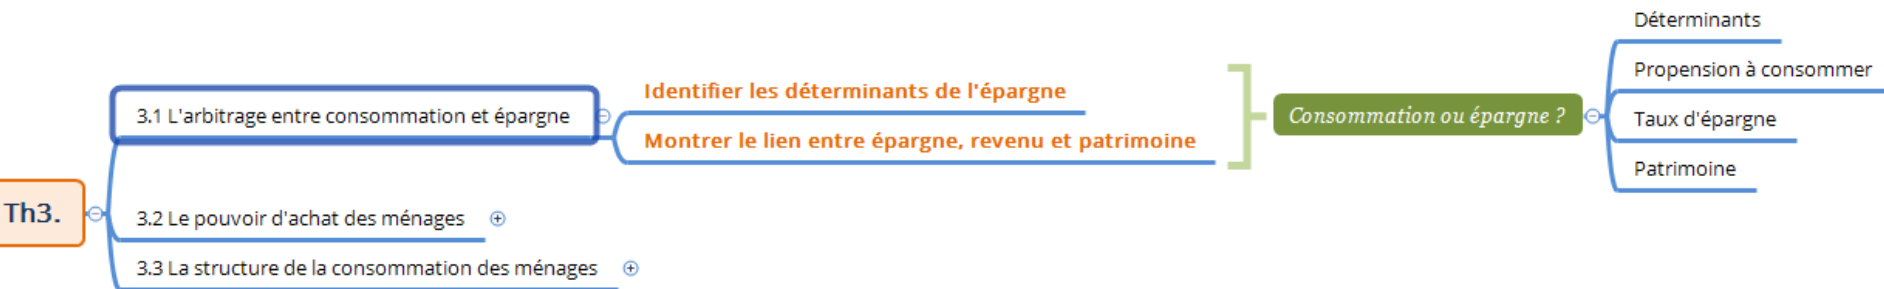 Th3.
3.1 L'arbitrage entre consommation et épargne
Identifier les déterminants de l'épargne
Montrer le lien entre épargne, revenu et patrimoine
Consommation ou épargne ?
Déterminants
Propension à consommer
Taux d'épargne
Patrimoine
3.2 Le pouvoir d'achat des ménages
3.3 La structure de la consommation des ménages